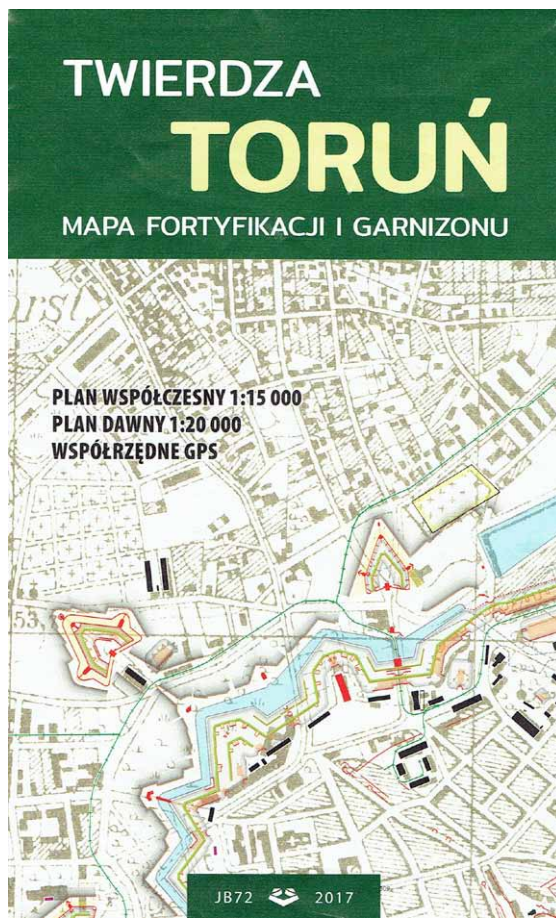 TWIERDZA
TORUŃ
MAPA FORTYFIKACJI I GARNIZONU
PLAN WSPÓŁCZESNY 1:15 000
PLAN DAWNY 1:20 000
WSPÓŁRZĘDNE GPS
53,
JB72 2017